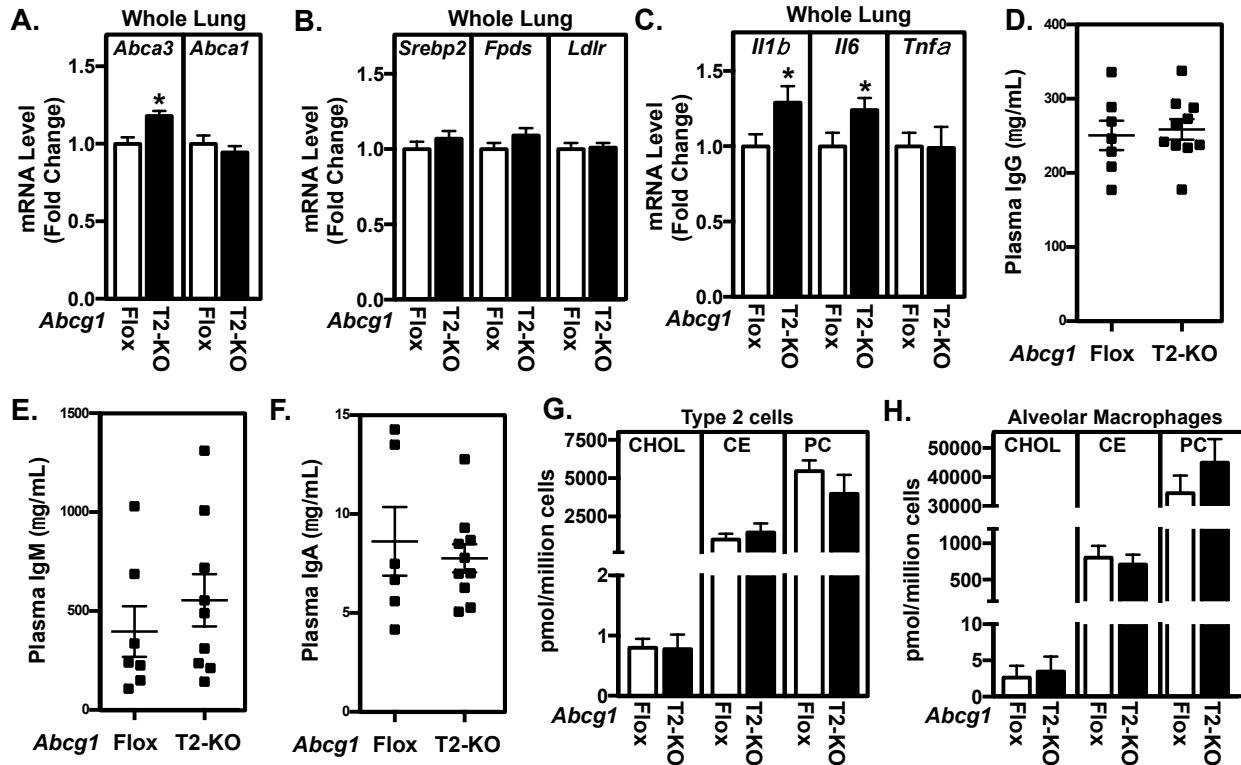 A.
Whole Lung
Abca3 Abca1
mRNA Level
(Fold Change)
1.5
1.0
0.5
0.0
*
Abcg1 Flox T2-KO Flox T2-KO
B.
Whole Lung
Srebp2 Fpds Ldlr
mRNA Level
(Fold Change)
1.5
1.0
0.5
0.0
Abcg1 Flox T2-KO Flox T2-KO Flox T2-KO
C.
Whole Lung
Il1b Il6 Tnfa
mRNA Level
(Fold Change)
1.5
1.0
0.5
0.0
* *
Abcg1 Flox T2-KO Flox T2-KO Flox T2-KO
D.
Plasma IgG (mg/mL)
400
300
200
100
0
Abcg1 Flox T2-KO
E.
Plasma IgM (mg/mL)
1500
1000
500
0
Abcg1 Flox T2-KO
F.
Plasma IgA (mg/mL)
15
10
5
0
Abcg1 Flox T2-KO
G.
Type 2 cells
CHOL CE PC
pmol/million cells
7500
5000
2500
2
1
0
Abcg1 Flox T2-KO Flox T2-KO Flox T2-KO
H.
Alveolar Macrophages
CHOL CE PC
pmol/million cells
50000
40000
30000
1000
500
5
0
Abcg1 Flox T2-KO Flox T2-KO Flox T2-KO